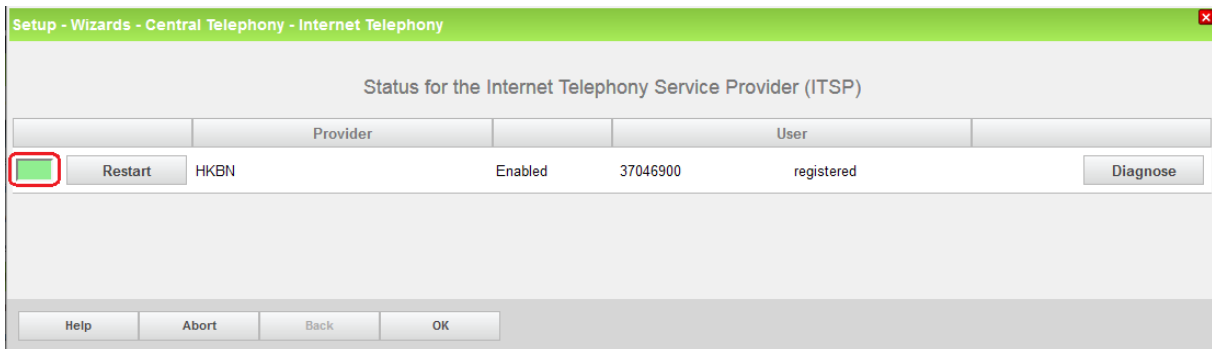 Setup - Wizards - Central Telephony - Internet Telephony
Status for the Internet Telephony Service Provider (ITSP)
Provider User
Restart HKBN Enabled 37046900 registered Diagnose
Help Abort Back OK